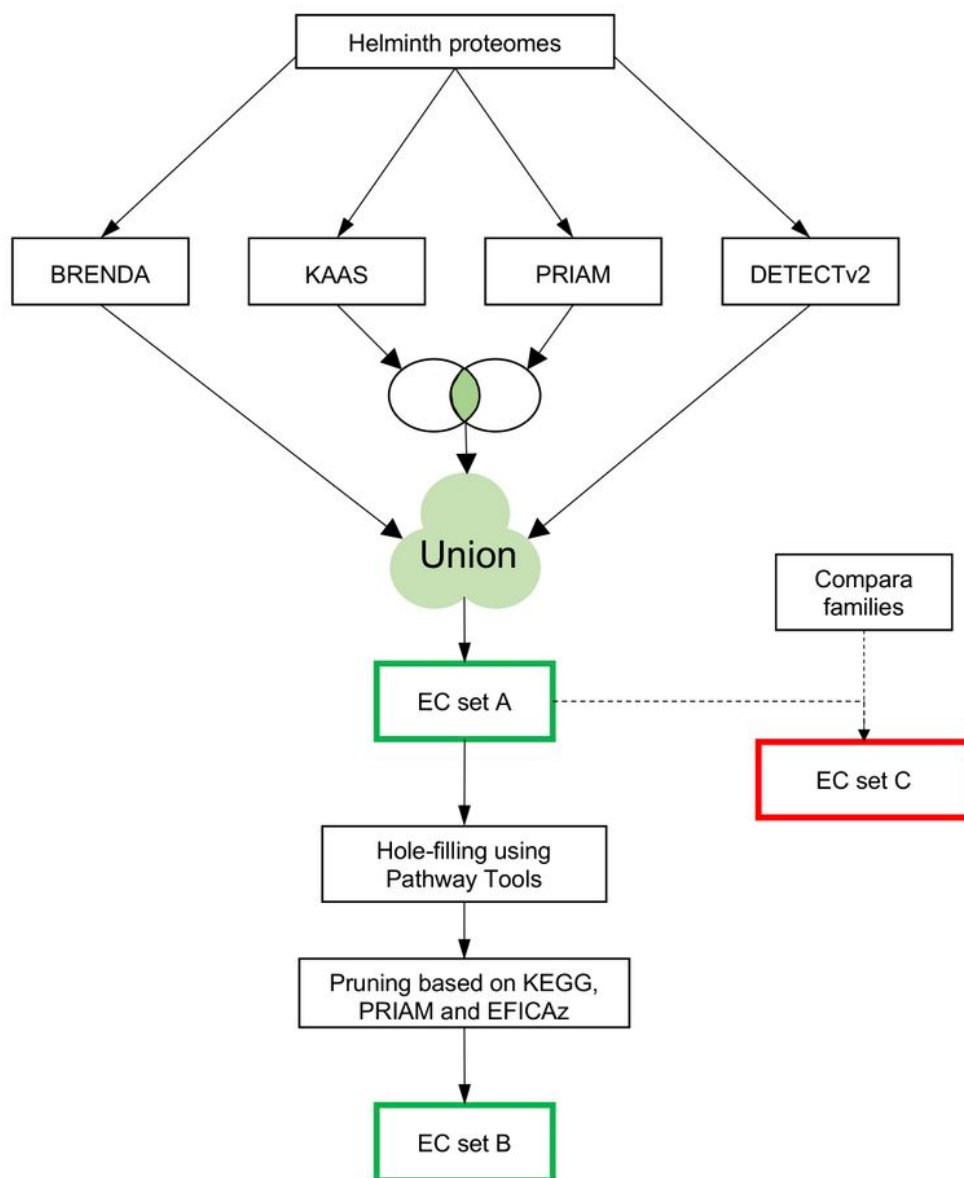 Helminth proteomes
BRENDA
KAAS
PRIAM
DETECTv2
Union
Compara
families
EC set A
EC set C
Hole-filling using
Pathway Tools
Pruning based on KEGG,
PRIAM and EFICAz
EC set B